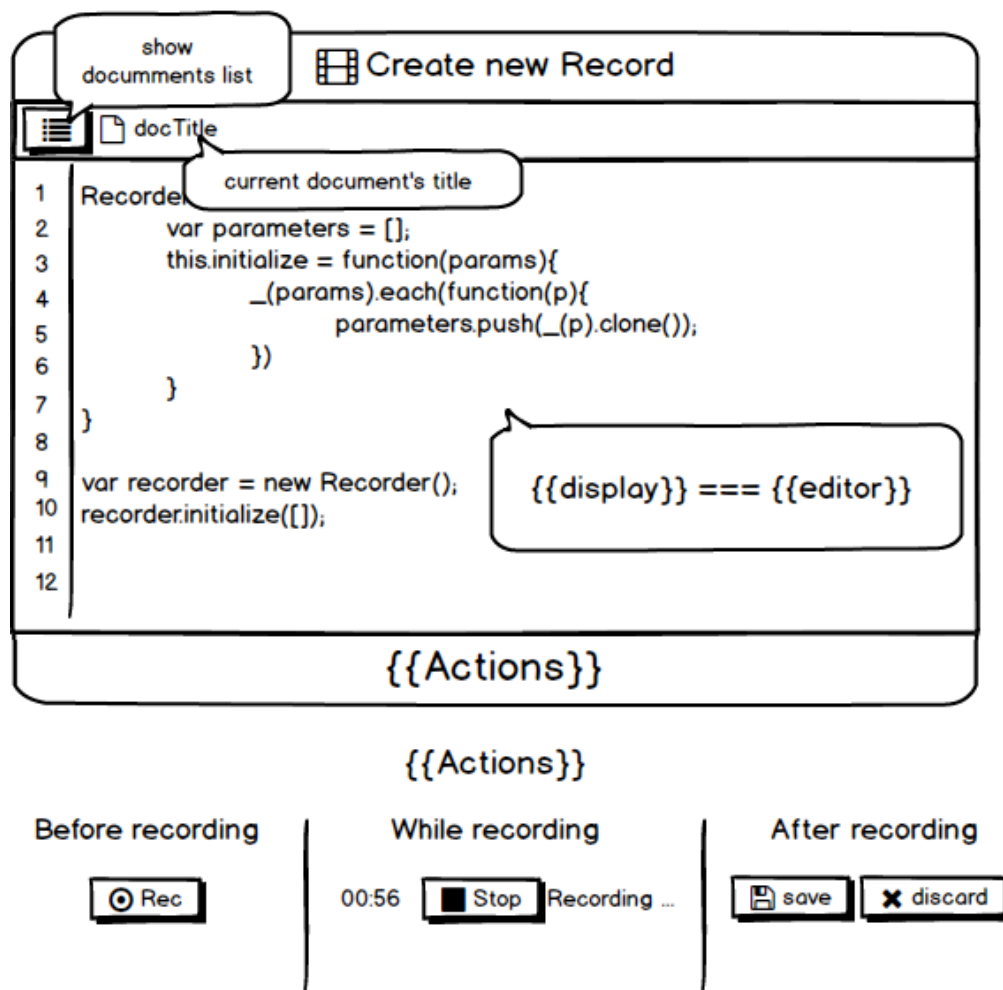 show
documments list
Create new Record
docTitle
current document's title
1 Recorder
2 var parameters = [];
3 this.initialize = function(params){
4 _(params).each(function(p){
5 parameters.push(_(p).clone());
6 })
7 }
8 }
9 var recorder = new Recorder();
10 recorder.initialize([]);
11
12
{{display}} === {{editor}}
{{Actions}}
{{Actions}}
Before recording
Rec
While recording
00:56 Stop Recording ...
After recording
save discard